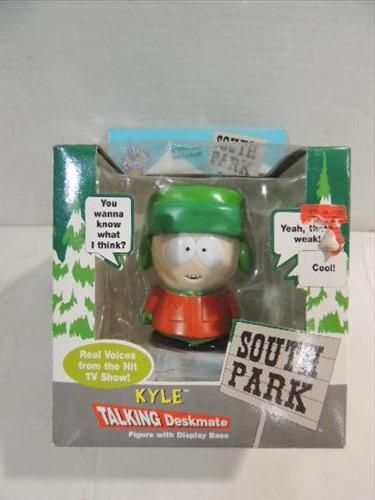 SOUTH
PARK
You
wanna
know
what
I think?
Yeah,
weak!
Cool!
Real Voices
from the Hit
TV Show!
SOUTH
PARK
KYLE™
TALKING Deskmate
Figure with Display Base